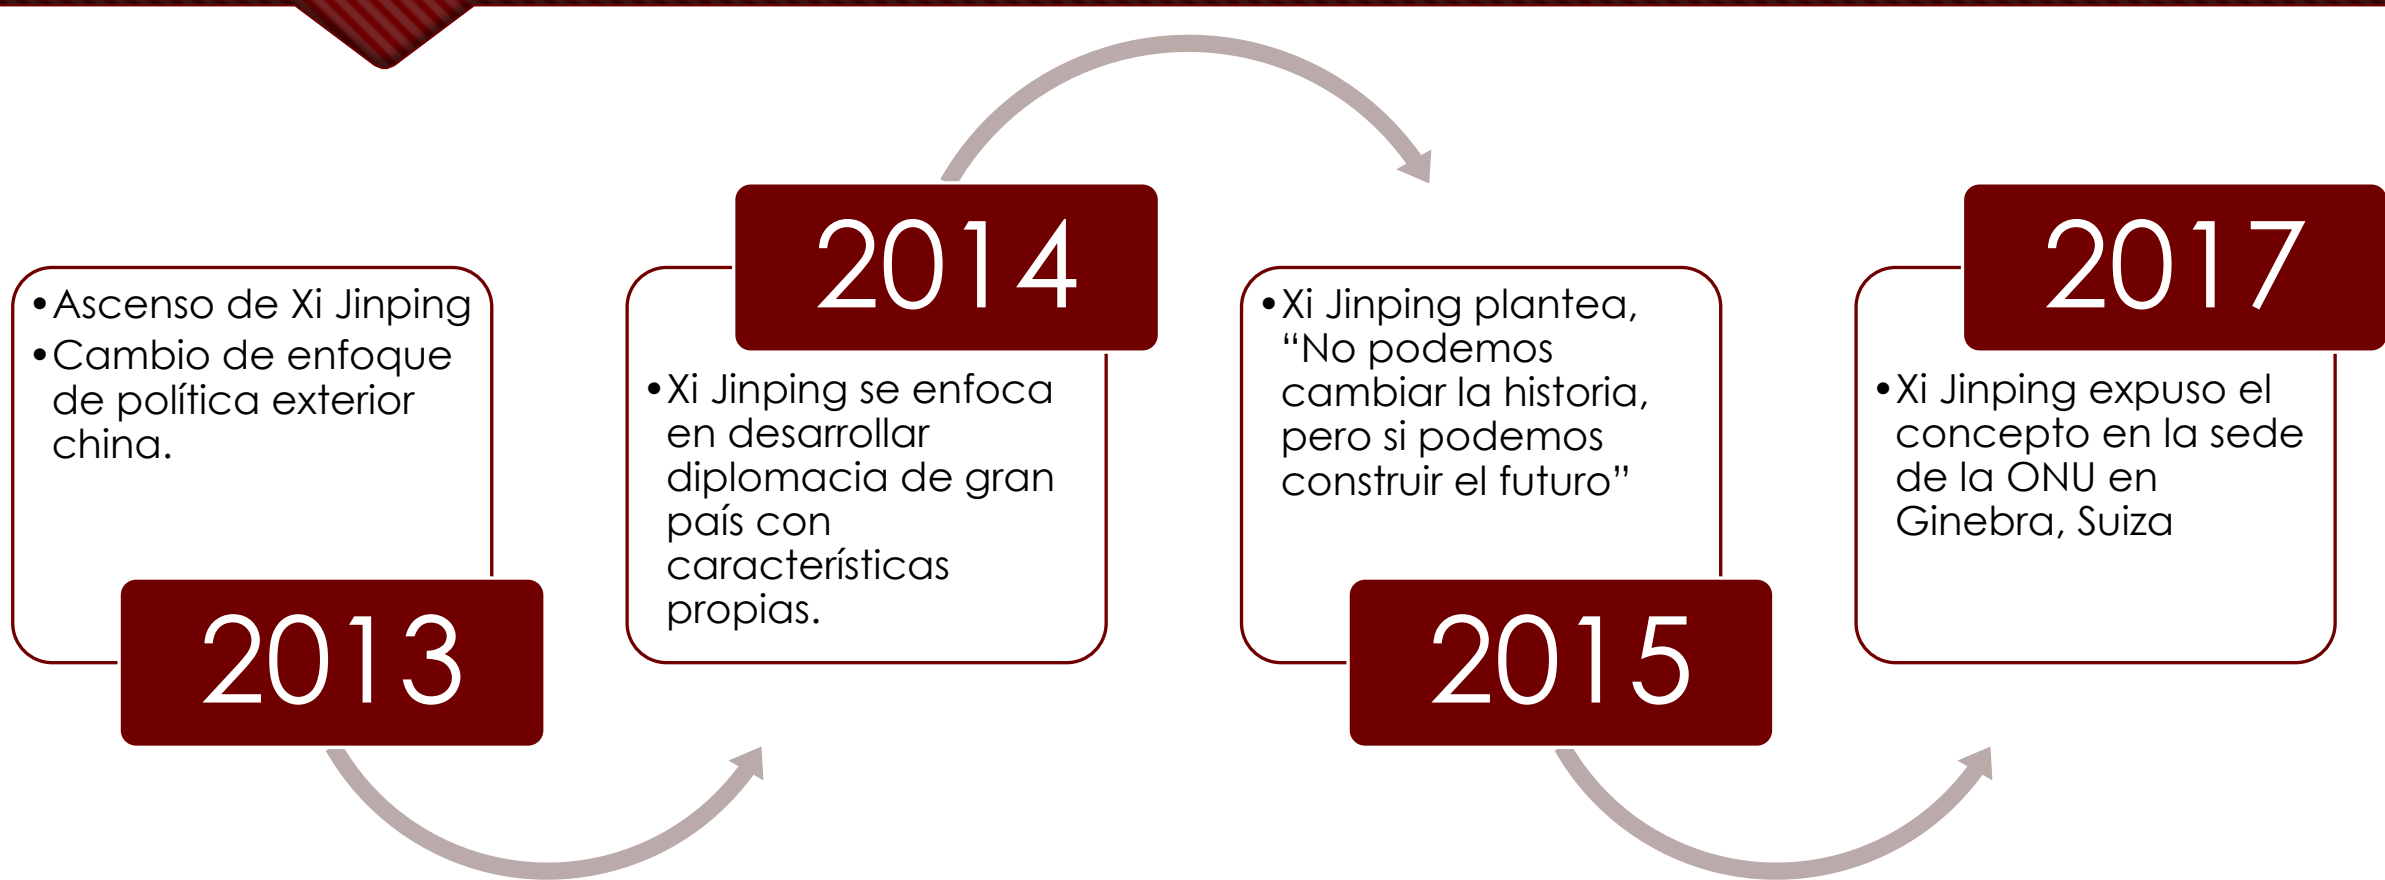 •Ascenso de Xi Jinping
•Cambio de enfoque
de política exterior
china.
2013
2014
•Xi Jinping se enfoca
en desarrollar
diplomacia de gran
país con
características
propias.
•Xi Jinping plantea,
“No podemos
cambiar la historia,
pero si podemos
construir el futuro”
2015
2017
•Xi Jinping expuso el
concepto en la sede
de la ONU en
Ginebra, Suiza